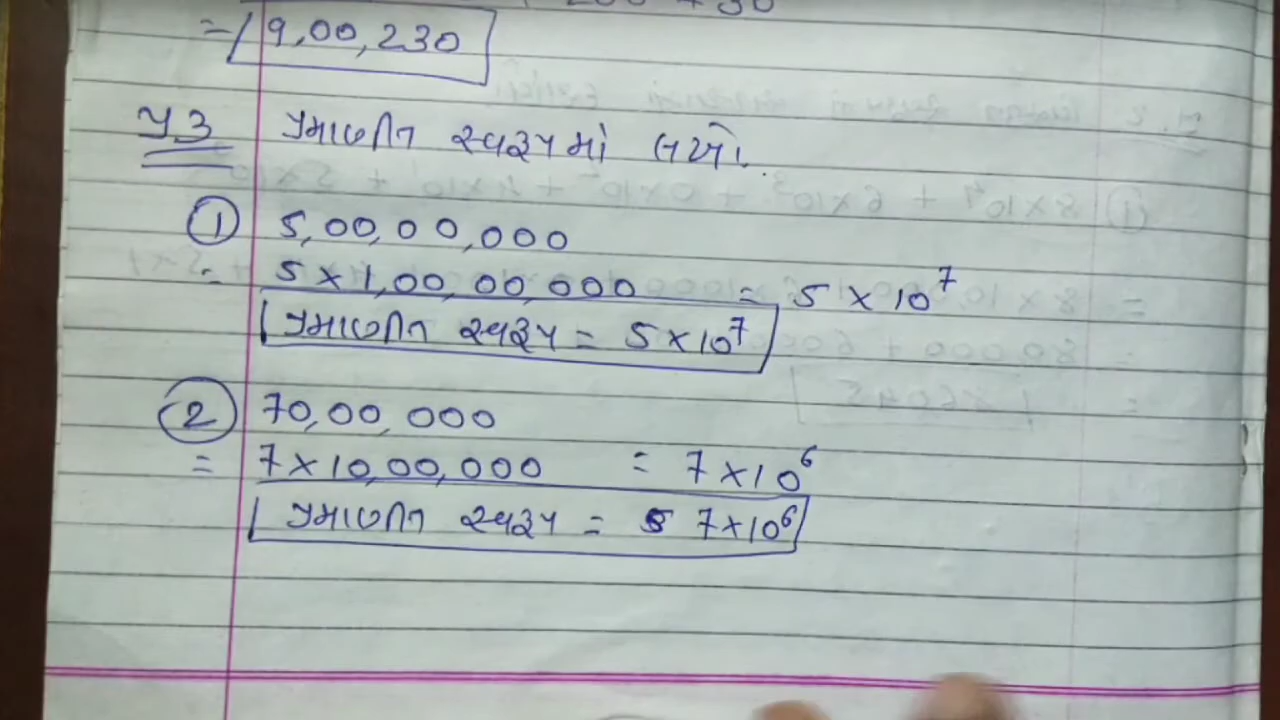 = 9,00,230
પ્ર.3 પ્રમાણિત સ્વરૂપમાં લખો.
① 5,00,00,000
= 5 × 1,00,00,000 = 5 × 10⁷
પ્રમાણિત સ્વરૂપ = 5 × 10⁷
② 70,00,000
= 7 × 10,00,000 = 7 × 10⁶
પ્રમાણિત સ્વરૂપ = 7 × 10⁶